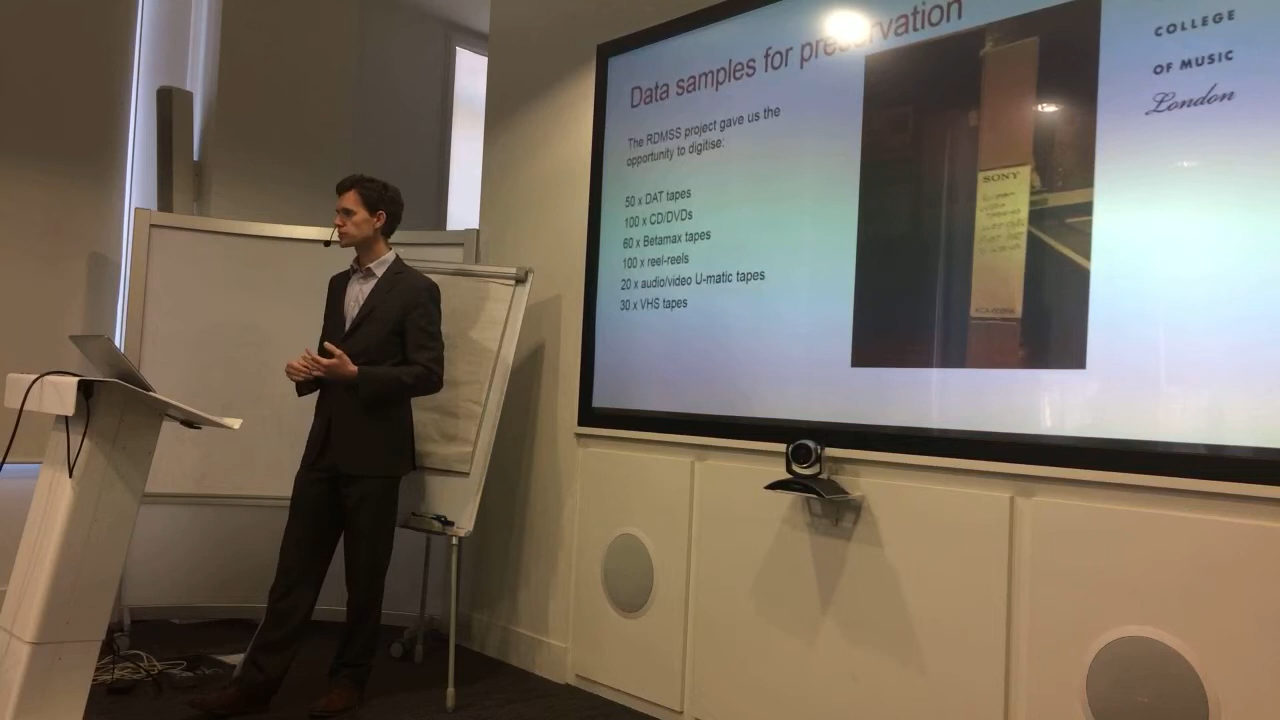 Data samples for preservation
The RDMSS project gave us the
opportunity to digitise:
50 x DAT tapes
100 x CD/DVDs
60 x Betamax tapes
100 x reel-reels
20 x audio/video U-matic tapes
30 x VHS tapes
SONY
COLLEGE
OF MUSIC
London